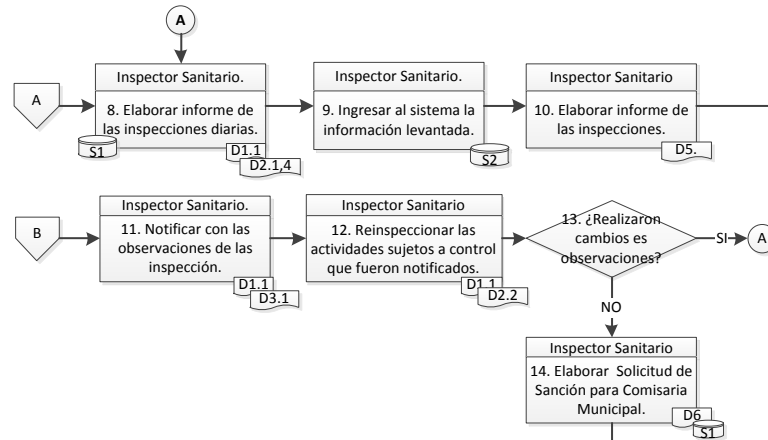 A
A
Inspector Sanitario.
8. Elaborar informe de
las inspecciones diarias.
S1
D1.1
D2.1,4
Inspector Sanitario.
9. Ingresar al sistema la
información levantada.
S2
Inspector Sanitario
10. Elaborar informe de
las inspecciones.
D5.
B
Inspector Sanitario.
11. Notificar con las
observaciones de las
inspección.
D1.1
D3.1
Inspector Sanitario
12. Reinspeccionar las
actividades sujetos a control
que fueron notificados.
D1.1
D2.2
13. ¿Realizaron
cambios es
observaciones?
SI
A
NO
Inspector Sanitario
14. Elaborar Solicitud de
Sanción para Comisaria
Municipal.
D6
S1